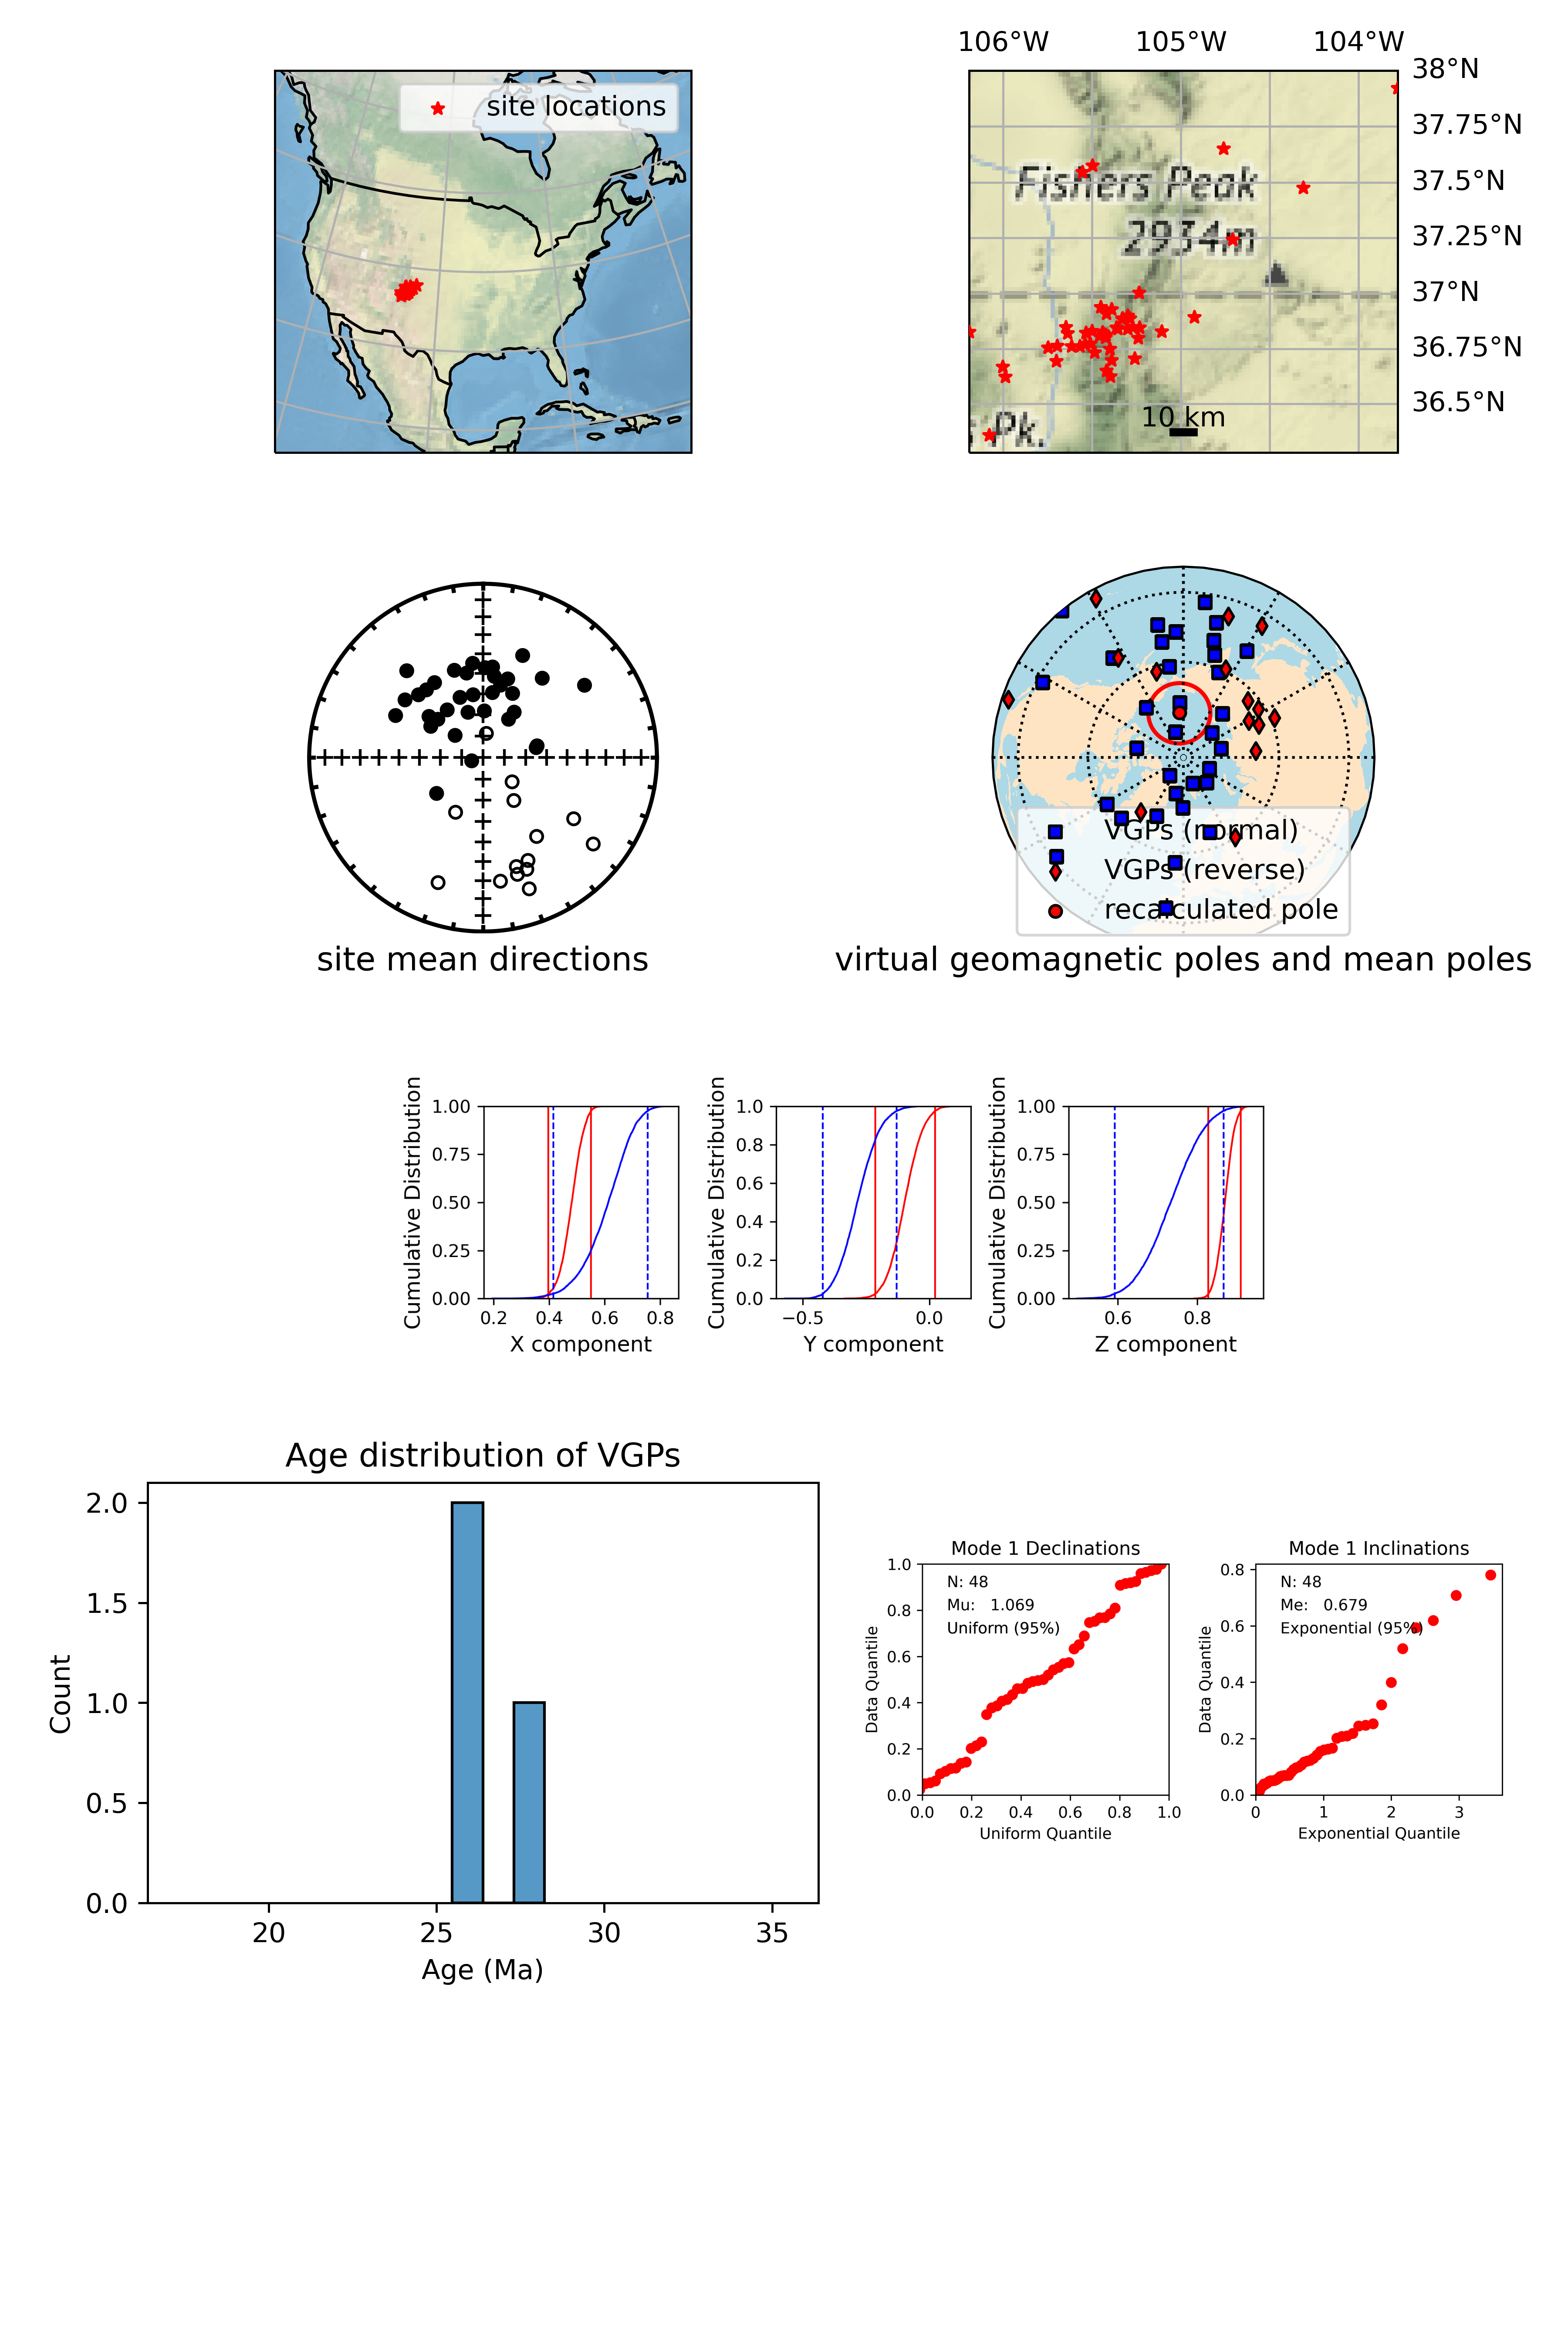 site locations
106°W 105°W 104°W
38°N
37.75°N
37.5°N
37.25°N
37°N
36.75°N
36.5°N
Fishers Peak
2934m
10 km
Pk.
site mean directions
VGPs (normal)
VGPs (reverse)
recalculated pole
virtual geomagnetic poles and mean poles
Cumulative Distribution
1.00
0.75
0.50
0.25
0.00
0.2 0.4 0.6 0.8
X component
Cumulative Distribution
1.0
0.8
0.6
0.4
0.2
0.0
−0.5 0.0
Y component
Cumulative Distribution
1.00
0.75
0.50
0.25
0.00
0.6 0.8
Z component
Age distribution of VGPs
Count
2.0
1.5
1.0
0.5
0.0
20 25 30 35
Age (Ma)
Mode 1 Declinations
N: 48
Mu: 1.069
Uniform (95%)
Data Quantile
1.0
0.8
0.6
0.4
0.2
0.0
0.0 0.2 0.4 0.6 0.8 1.0
Uniform Quantile
Mode 1 Inclinations
N: 48
Me: 0.679
Exponential (95%)
Data Quantile
0.8
0.6
0.4
0.2
0.0
0 1 2 3
Exponential Quantile